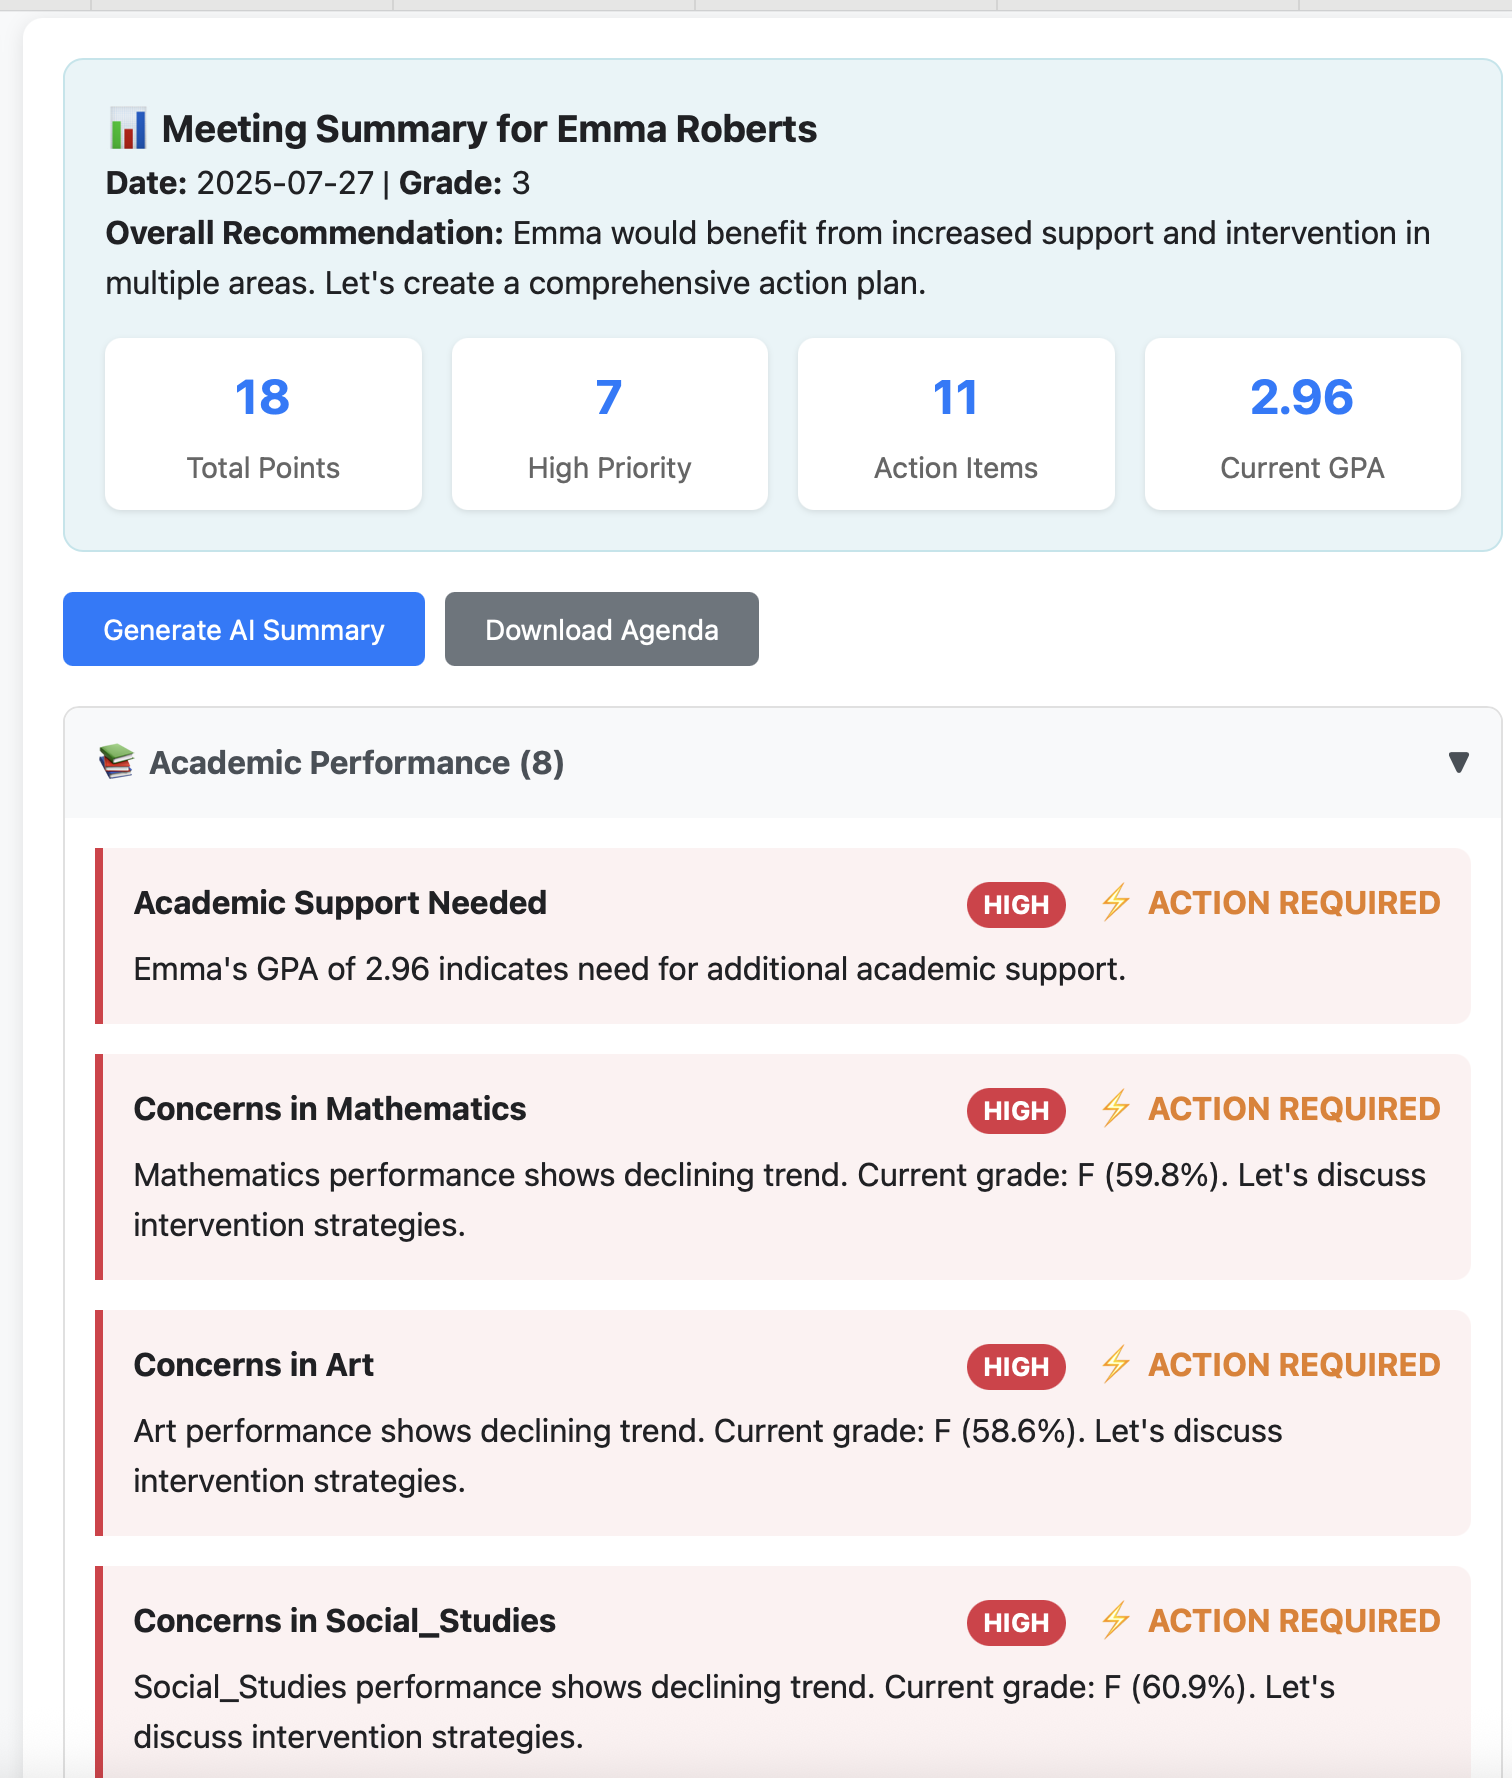 📊 Meeting Summary for Emma Roberts
Date: 2025-07-27 | Grade: 3
Overall Recommendation: Emma would benefit from increased support and intervention in
multiple areas. Let's create a comprehensive action plan.
18
Total Points
7
High Priority
11
Action Items
2.96
Current GPA
Generate AI Summary
Download Agenda
📚 Academic Performance (8) ▼
Academic Support Needed HIGH ⚡ ACTION REQUIRED
Emma's GPA of 2.96 indicates need for additional academic support.
Concerns in Mathematics HIGH ⚡ ACTION REQUIRED
Mathematics performance shows declining trend. Current grade: F (59.8%). Let's discuss
intervention strategies.
Concerns in Art HIGH ⚡ ACTION REQUIRED
Art performance shows declining trend. Current grade: F (58.6%). Let's discuss
intervention strategies.
Concerns in Social_Studies HIGH ⚡ ACTION REQUIRED
Social_Studies performance shows declining trend. Current grade: F (60.9%). Let's
discuss intervention strategies.